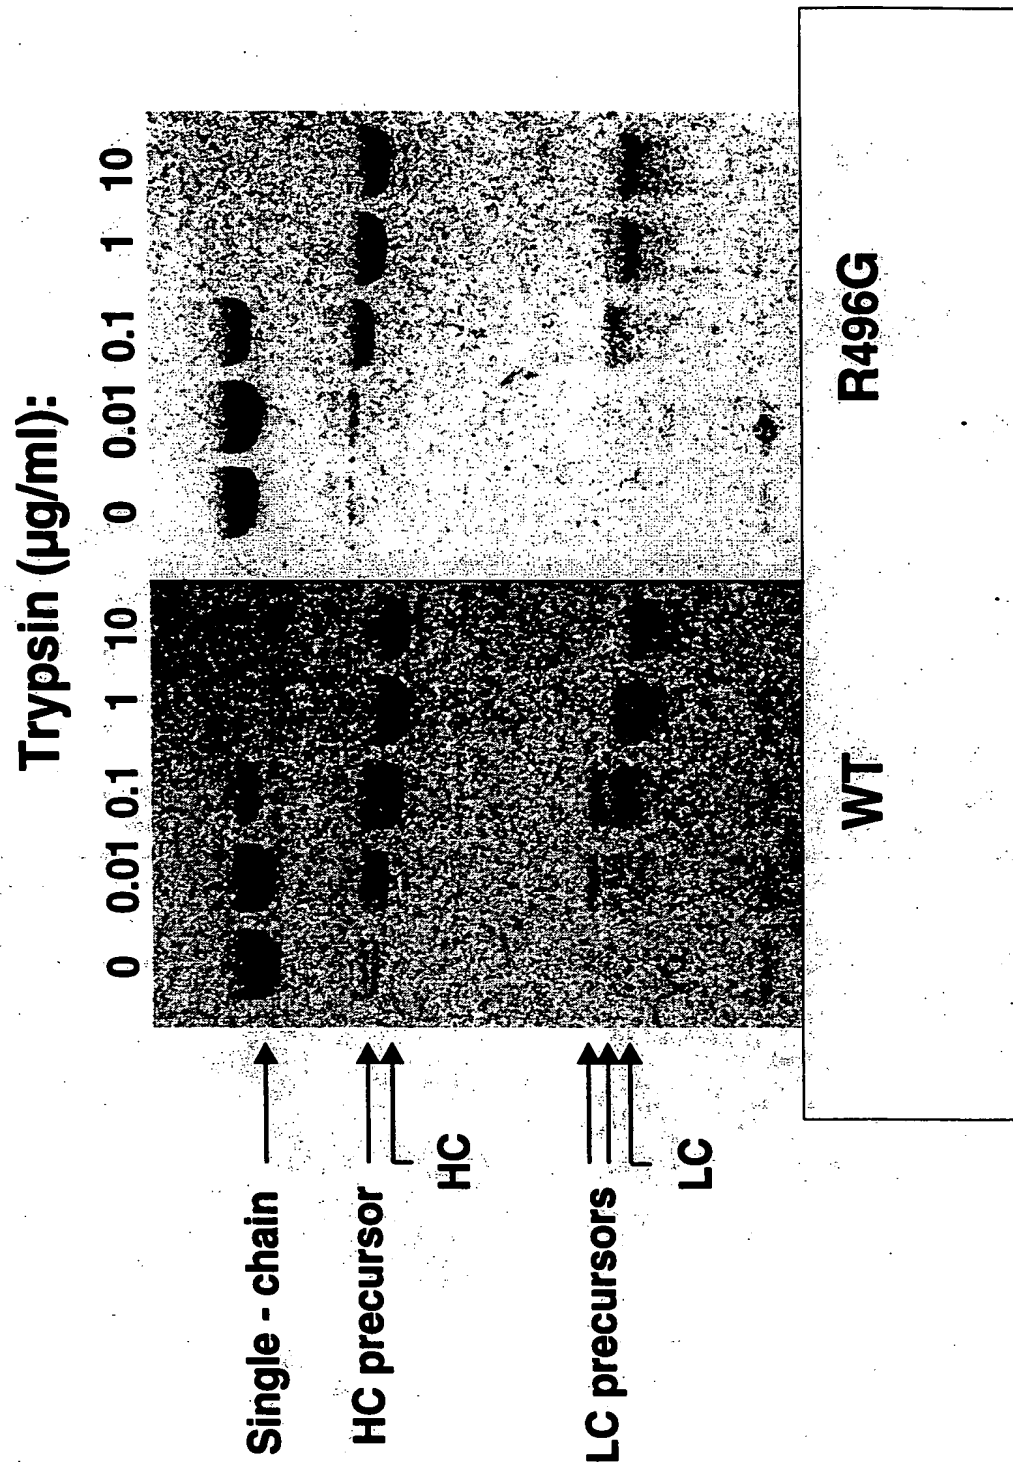 Trypsin (µg/ml):
0 0.01 0.1 1 10 0 0.01 0.1 1 10
Single - chain
HC precursor
HC
LC precursors
LC
WT R496G